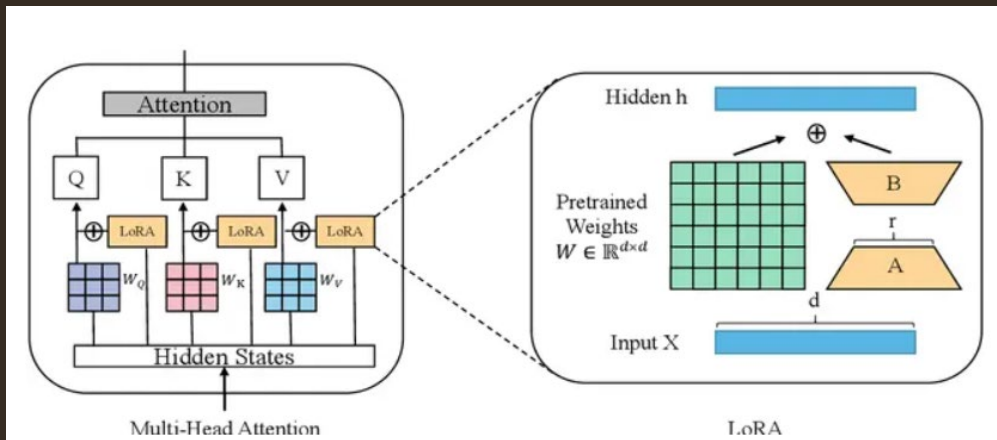 Attention
Q
K
V
LoRA
LoRA
LoRA
W_Q
W_K
W_V
Hidden States
Multi-Head Attention
Hidden h
Pretrained
Weights
W ∈ ℝ^{d×d}
B
r
A
d
Input X
LoRA